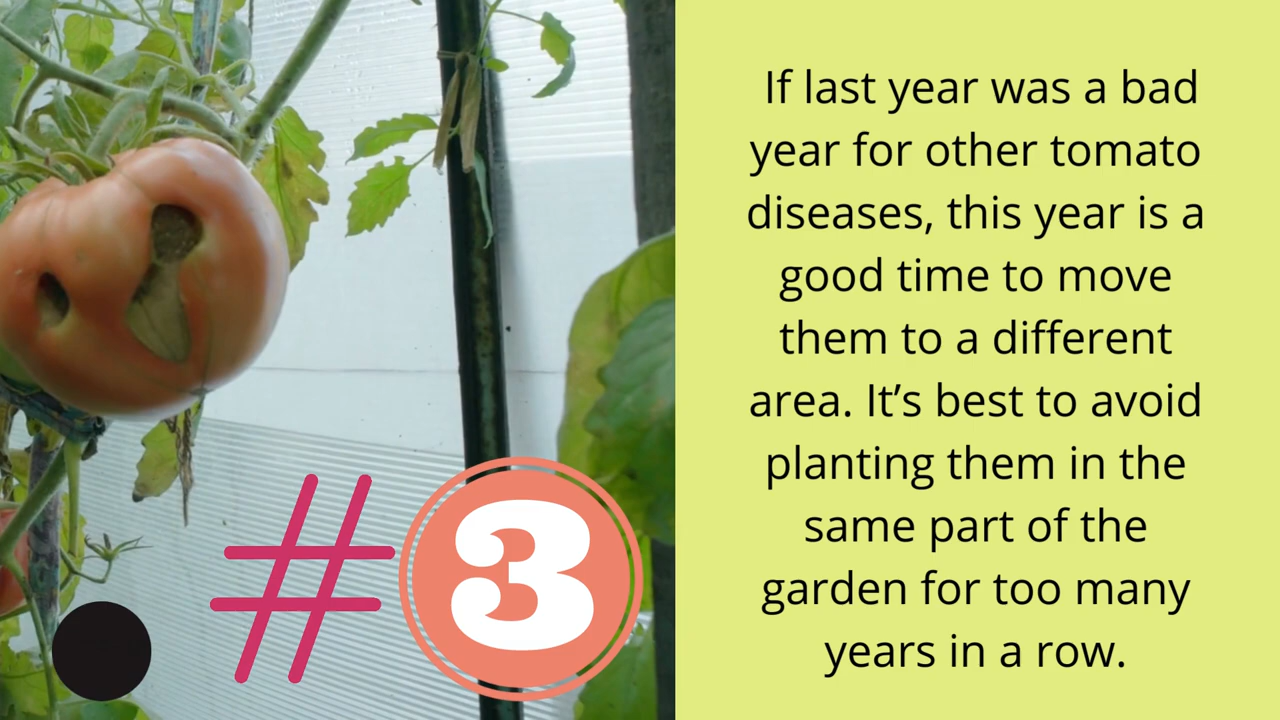 #3
If last year was a bad
year for other tomato
diseases, this year is a
good time to move
them to a different
area. It’s best to avoid
planting them in the
same part of the
garden for too many
years in a row.